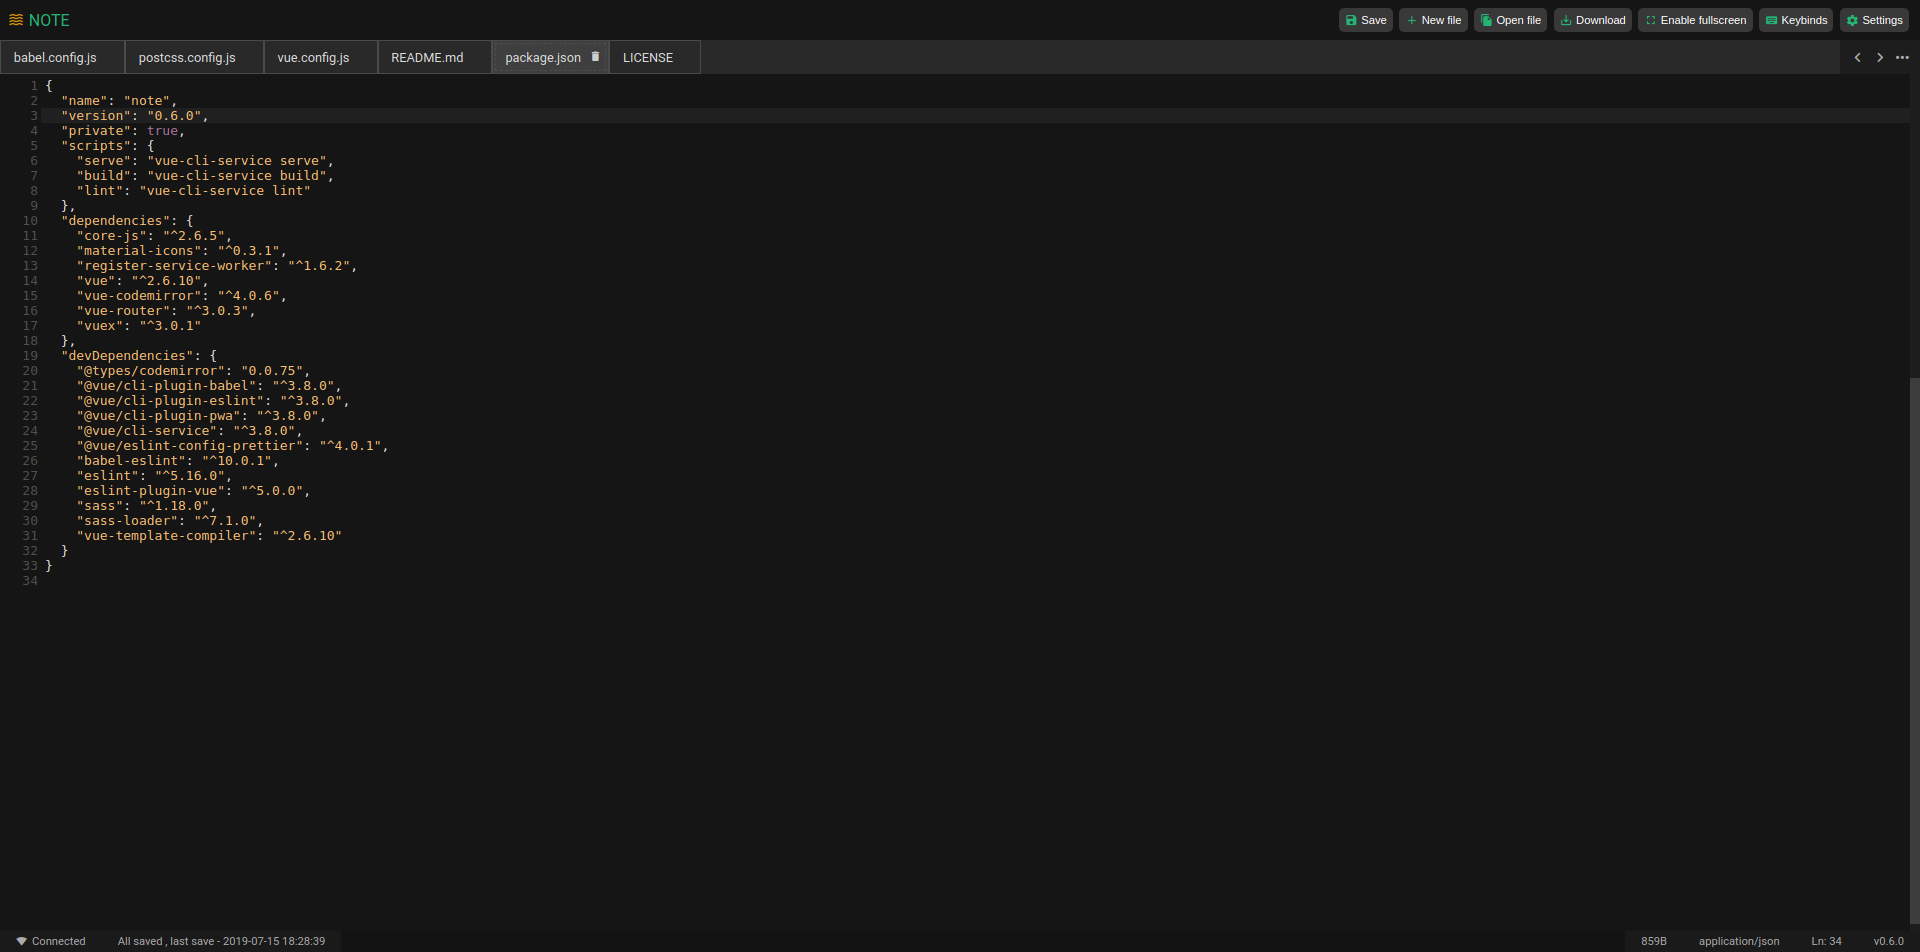 NOTE
Save
New file
Open file
Download
Enable fullscreen
Keybinds
Settings
babel.config.js
postcss.config.js
vue.config.js
README.md
package.json
LICENSE
1 {
2   "name": "note",
3   "version": "0.6.0",
4   "private": true,
5   "scripts": {
6     "serve": "vue-cli-service serve",
7     "build": "vue-cli-service build",
8     "lint": "vue-cli-service lint"
9   },
10   "dependencies": {
11     "core-js": "^2.6.5",
12     "material-icons": "^0.3.1",
13     "register-service-worker": "^1.6.2",
14     "vue": "^2.6.10",
15     "vue-codemirror": "^4.0.6",
16     "vue-router": "^3.0.3",
17     "vuex": "^3.0.1"
18   },
19   "devDependencies": {
20     "@types/codemirror": "0.0.75",
21     "@vue/cli-plugin-babel": "^3.8.0",
22     "@vue/cli-plugin-eslint": "^3.8.0",
23     "@vue/cli-plugin-pwa": "^3.8.0",
24     "@vue/cli-service": "^3.8.0",
25     "@vue/eslint-config-prettier": "^4.0.1",
26     "babel-eslint": "^10.0.1",
27     "eslint": "^5.16.0",
28     "eslint-plugin-vue": "^5.0.0",
29     "sass": "^1.18.0",
30     "sass-loader": "^7.1.0",
31     "vue-template-compiler": "^2.6.10"
32   }
33 }
34
Connected
All saved , last save - 2019-07-15 18:28:39
859B
application/json
Ln: 34
v0.6.0